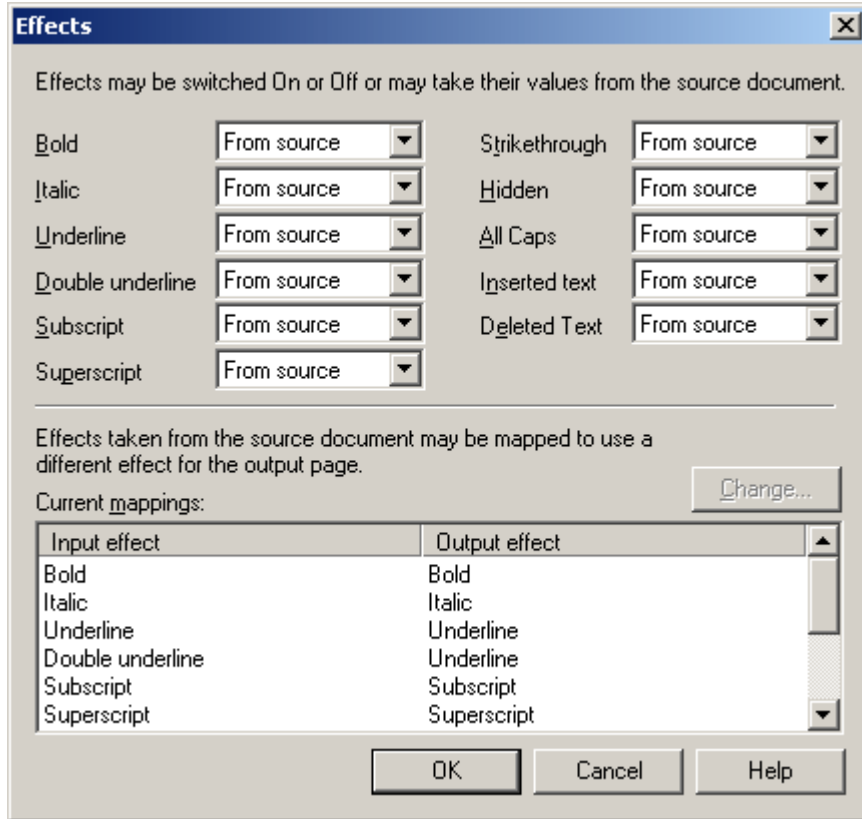 Effects
Effects may be switched On or Off or may take their values from the source document.
Bold From source Strikethrough From source
Italic From source Hidden From source
Underline From source All Caps From source
Double underline From source Inserted text From source
Subscript From source Deleted Text From source
Superscript From source
Effects taken from the source document may be mapped to use a
different effect for the output page.
Change...
Current mappings:
Input effect Output effect
Bold Bold
Italic Italic
Underline Underline
Double underline Underline
Subscript Subscript
Superscript Superscript
OK Cancel Help